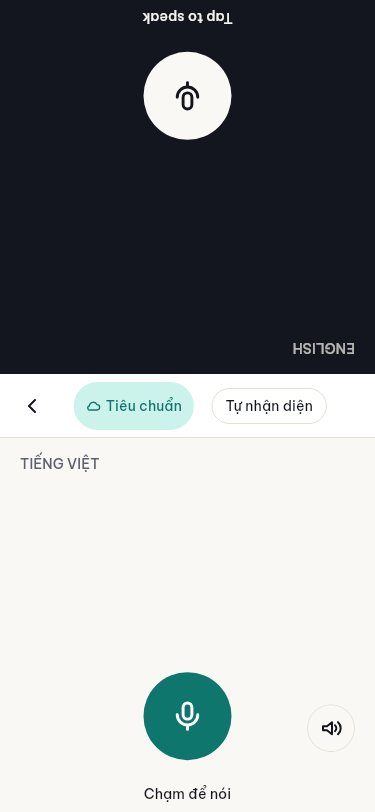 Tap to speak
ENGLISH
Tiêu chuẩn
Tự nhận diện
TIẾNG VIỆT
Chạm để nói